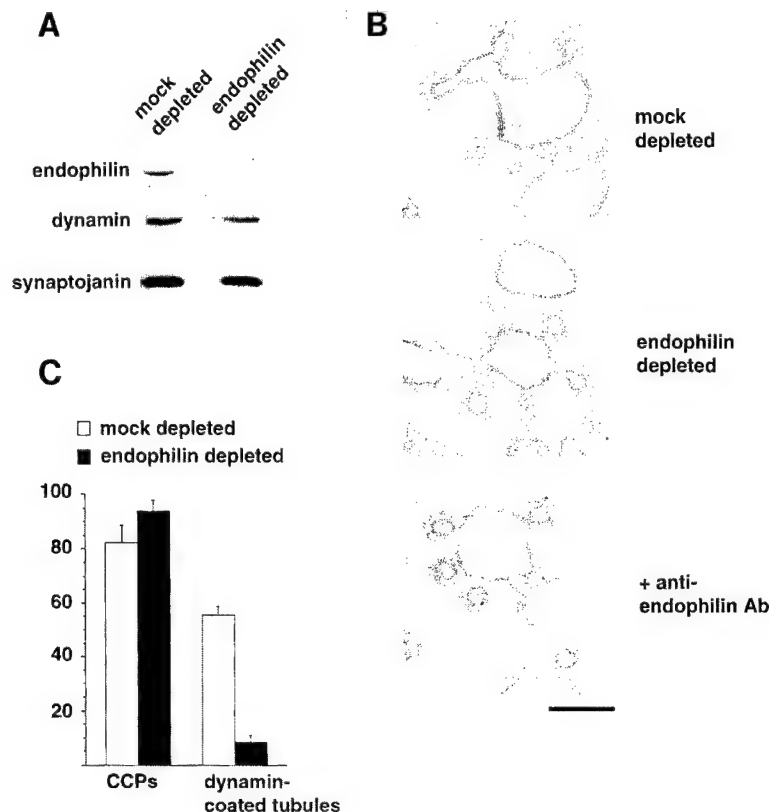 A
B
mock
depleted
endophilin
depleted
endophilin
dynamin
synaptojanin
mock
depleted
endophilin
depleted
+ anti-
endophilin Ab
C
mock depleted
endophilin depleted
100
80
60
40
20
CCPs
dynamin-
coated tubules